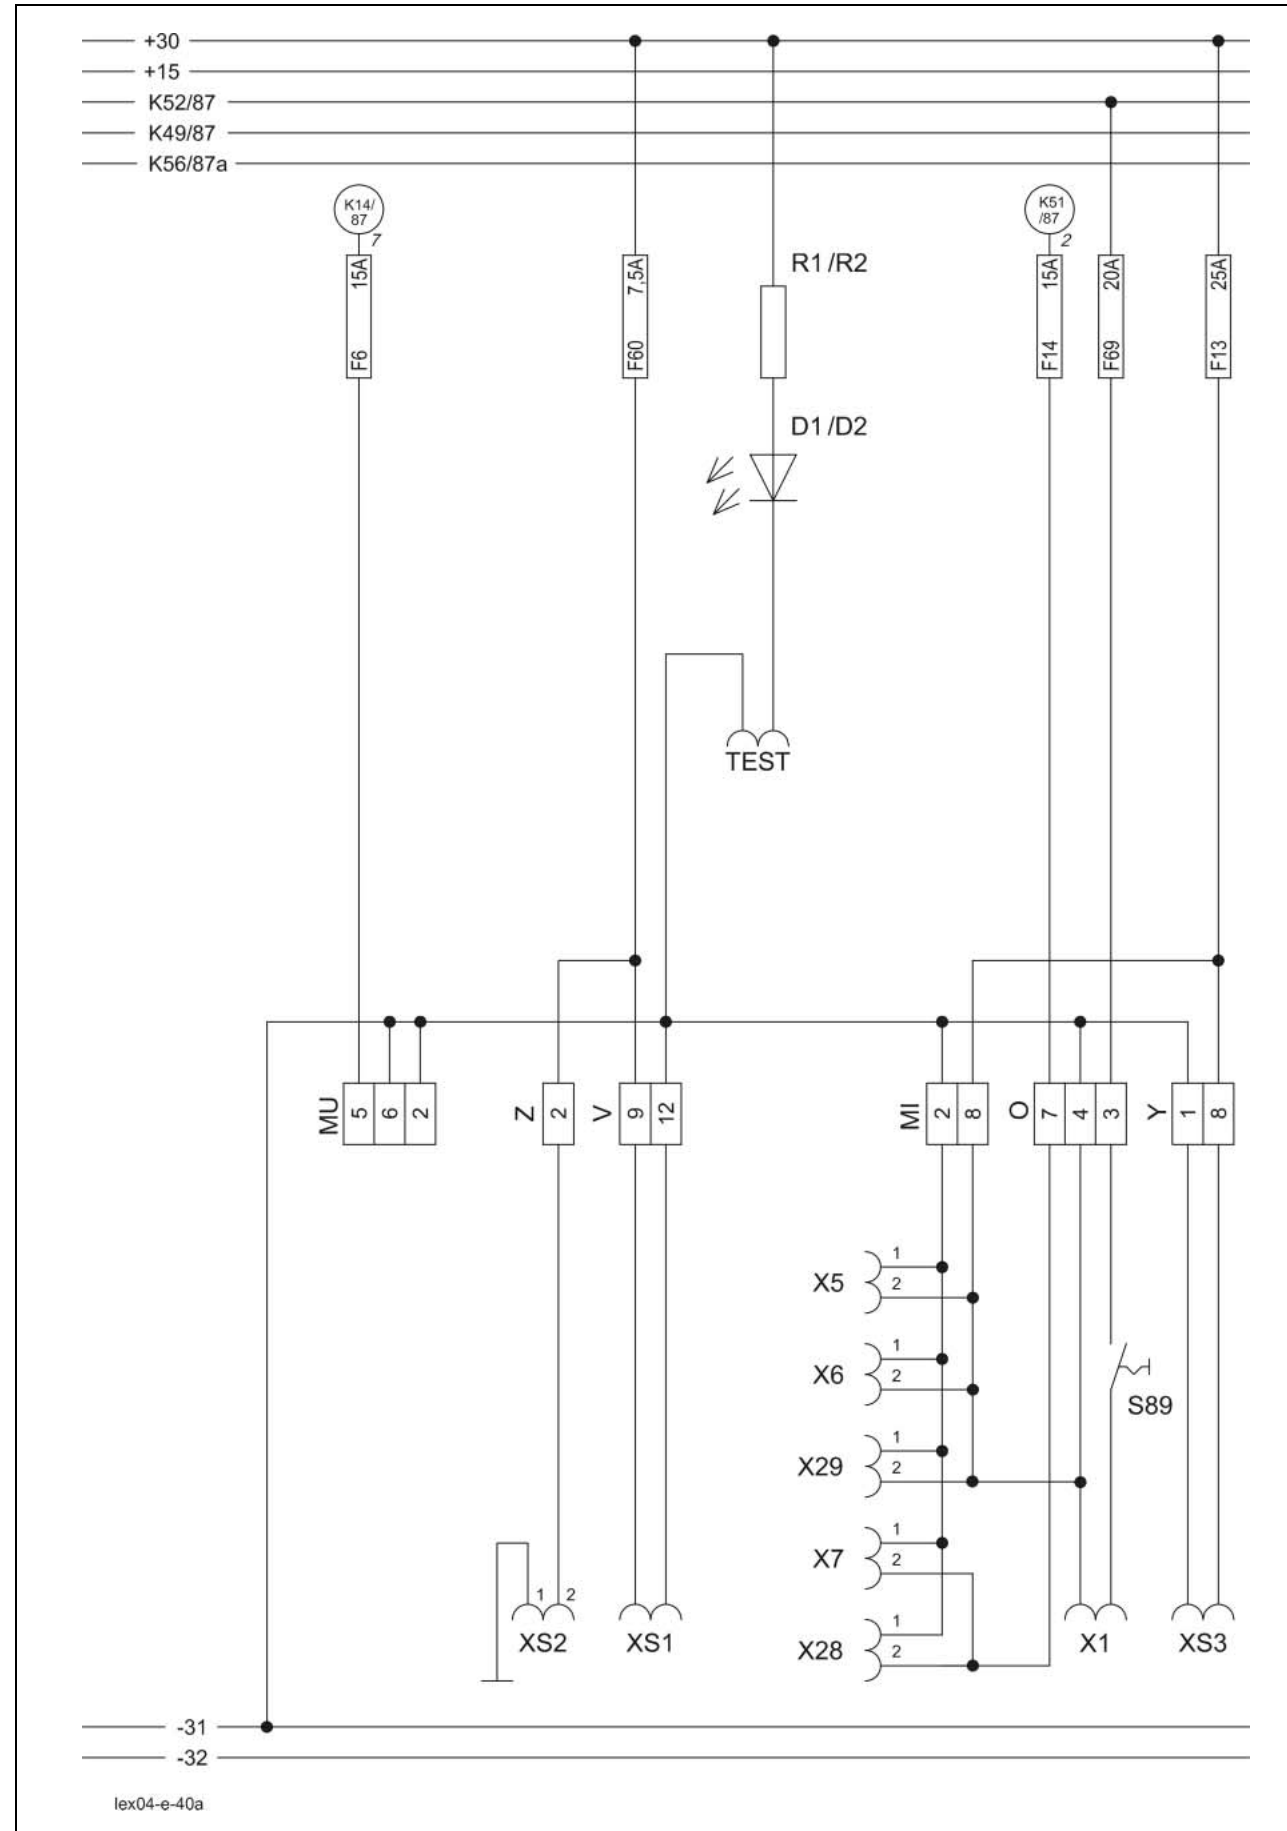 +30
+15
K52/87
K49/87
K56/87a
K14/
87
7
K51
/87
2
15A
F6
7,5A
F60
R1/R2
15A
F14
20A
F69
25A
F13
D1/D2
TEST
MU
5
6
2
Z
2
V
9
12
MI
2
8
O
7
4
3
Y
1
8
X5
1
2
X6
1
2
S89
X29
1
2
X7
1
2
1
2
XS2
XS1
X28
1
2
X1
XS3
-31
-32
lex04-e-40a